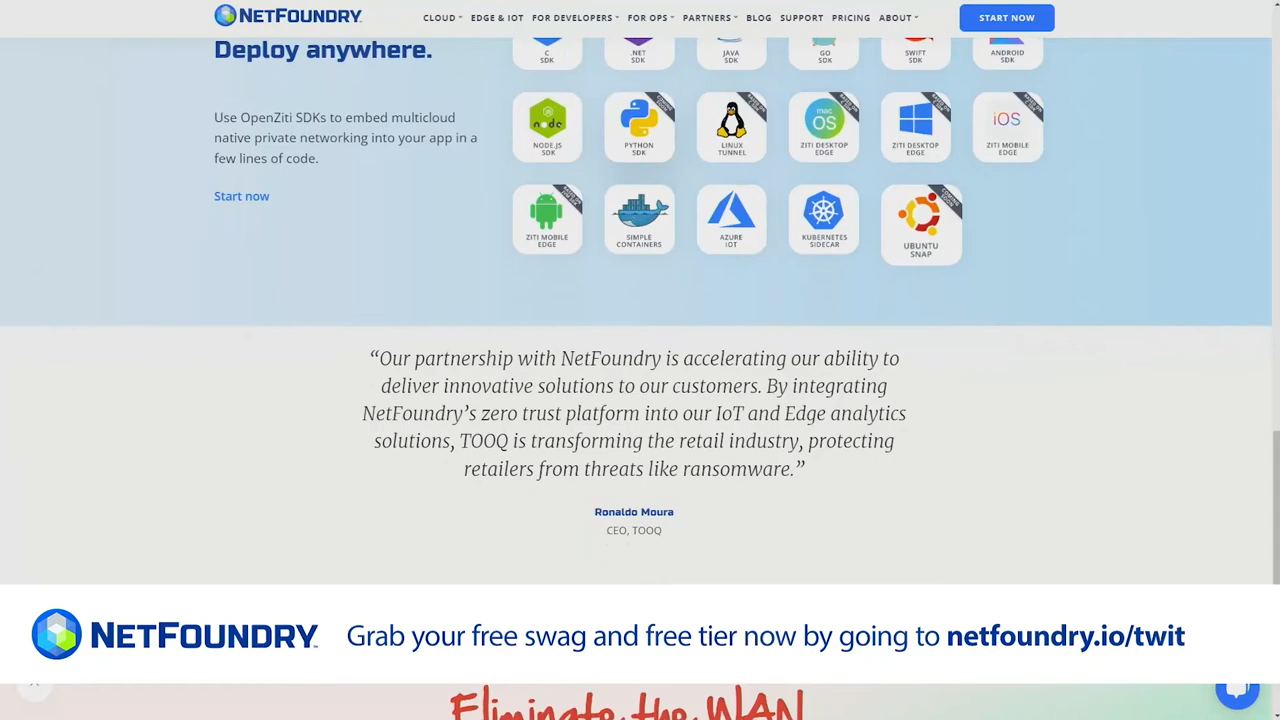 NETFOUNDRY™
CLOUD EDGE & IOT FOR DEVELOPERS FOR OPS PARTNERS BLOG SUPPORT PRICING ABOUT START NOW
Deploy anywhere.
Use OpenZiti SDKs to embed multicloud
native private networking into your app in a
few lines of code.
Start now
C
SDK
.NET
SDK
JAVA
SDK
GO
SDK
SWIFT
SDK
ANDROID
SDK
node
NODE.JS
SDK
PYTHON
SDK
LINUX
TUNNEL
mac
OS
ZITI DESKTOP
EDGE
ZITI DESKTOP
EDGE
iOS
ZITI MOBILE
EDGE
ZITI MOBILE
EDGE
SIMPLE
CONTAINERS
AZURE
IOT
KUBERNETES
SIDECAR
COMING
SOON
UBUNTU
SNAP
“Our partnership with NetFoundry is accelerating our ability to
deliver innovative solutions to our customers. By integrating
NetFoundry’s zero trust platform into our IoT and Edge analytics
solutions, TOOQ is transforming the retail industry, protecting
retailers from threats like ransomware.”
Ronaldo Moura
CEO, TOOQ
NETFOUNDRY™
Grab your free swag and free tier now by going to netfoundry.io/twit
Eliminate the WAN